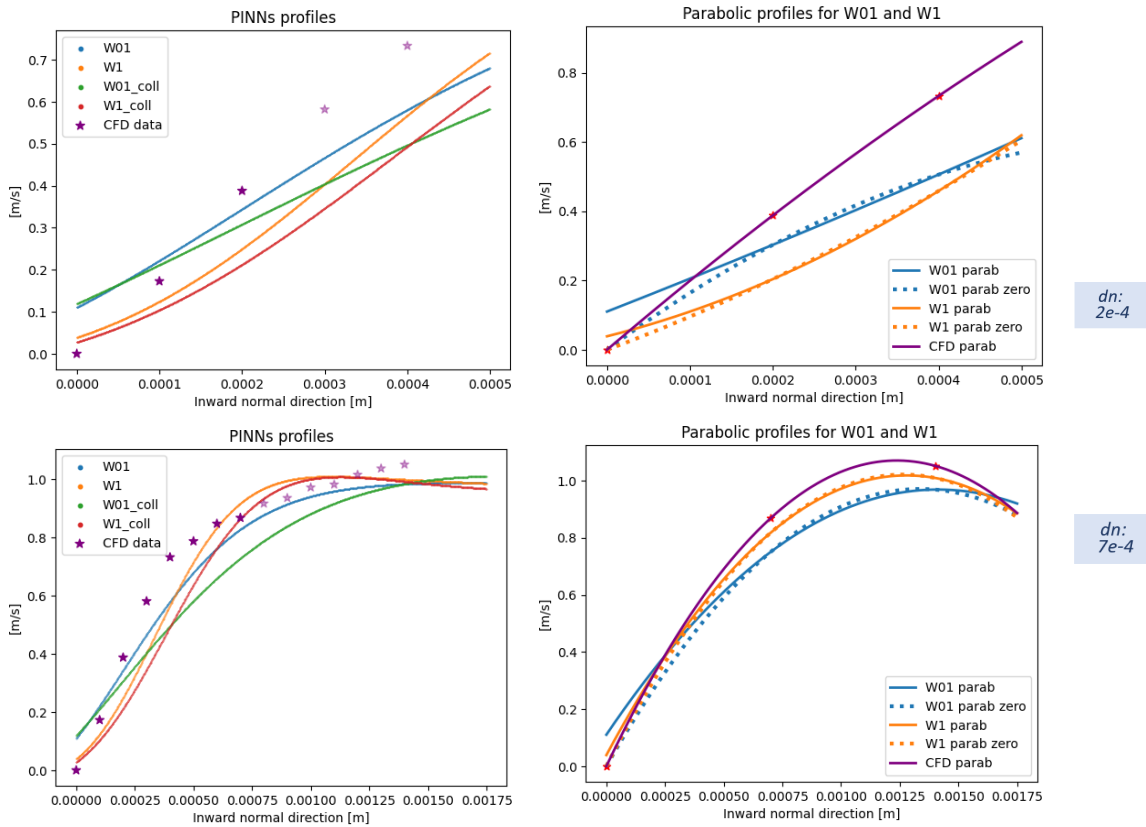 PINNs profiles
W01
W1
W01_coll
W1_coll
CFD data
[m/s]
0.7
0.6
0.5
0.4
0.3
0.2
0.1
0.0
0.0000 0.0001 0.0002 0.0003 0.0004 0.0005
Inward normal direction [m]
Parabolic profiles for W01 and W1
[m/s]
0.8
0.6
0.4
0.2
0.0
W01 parab
W01 parab zero
W1 parab
W1 parab zero
CFD parab
0.0000 0.0001 0.0002 0.0003 0.0004 0.0005
Inward normal direction [m]
dn:
2e-4
PINNs profiles
W01
W1
W01_coll
W1_coll
CFD data
[m/s]
1.0
0.8
0.6
0.4
0.2
0.0
0.00000 0.00025 0.00050 0.00075 0.00100 0.00125 0.00150 0.00175
Inward normal direction [m]
Parabolic profiles for W01 and W1
[m/s]
1.0
0.8
0.6
0.4
0.2
0.0
W01 parab
W01 parab zero
W1 parab
W1 parab zero
CFD parab
0.00000 0.00025 0.00050 0.00075 0.00100 0.00125 0.00150 0.00175
Inward normal direction [m]
dn:
7e-4